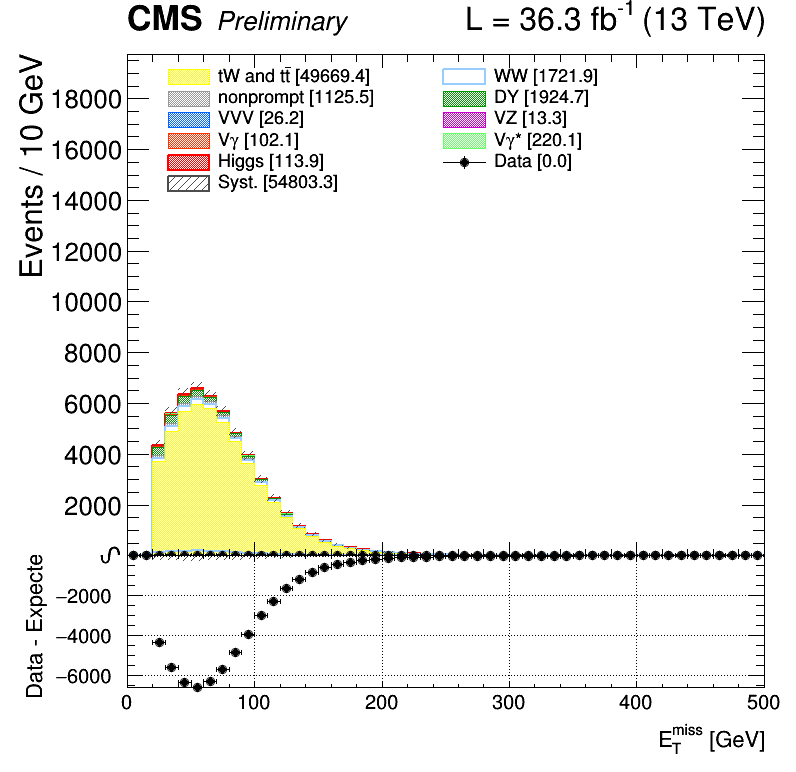 CMS Preliminary L = 36.3 fb⁻¹ (13 TeV)
Events / 10 GeV
tW and tt̄ [49669.4]
nonprompt [1125.5]
VVV [26.2]
Vγ [102.1]
Higgs [113.9]
Syst. [54803.3]
WW [1721.9]
DY [1924.7]
VZ [13.3]
Vγ* [220.1]
Data [0.0]
18000
16000
14000
12000
10000
8000
6000
4000
2000
0
Data - Expecte
−2000
−4000
−6000
0 100 200 300 400 500
E_T^miss [GeV]